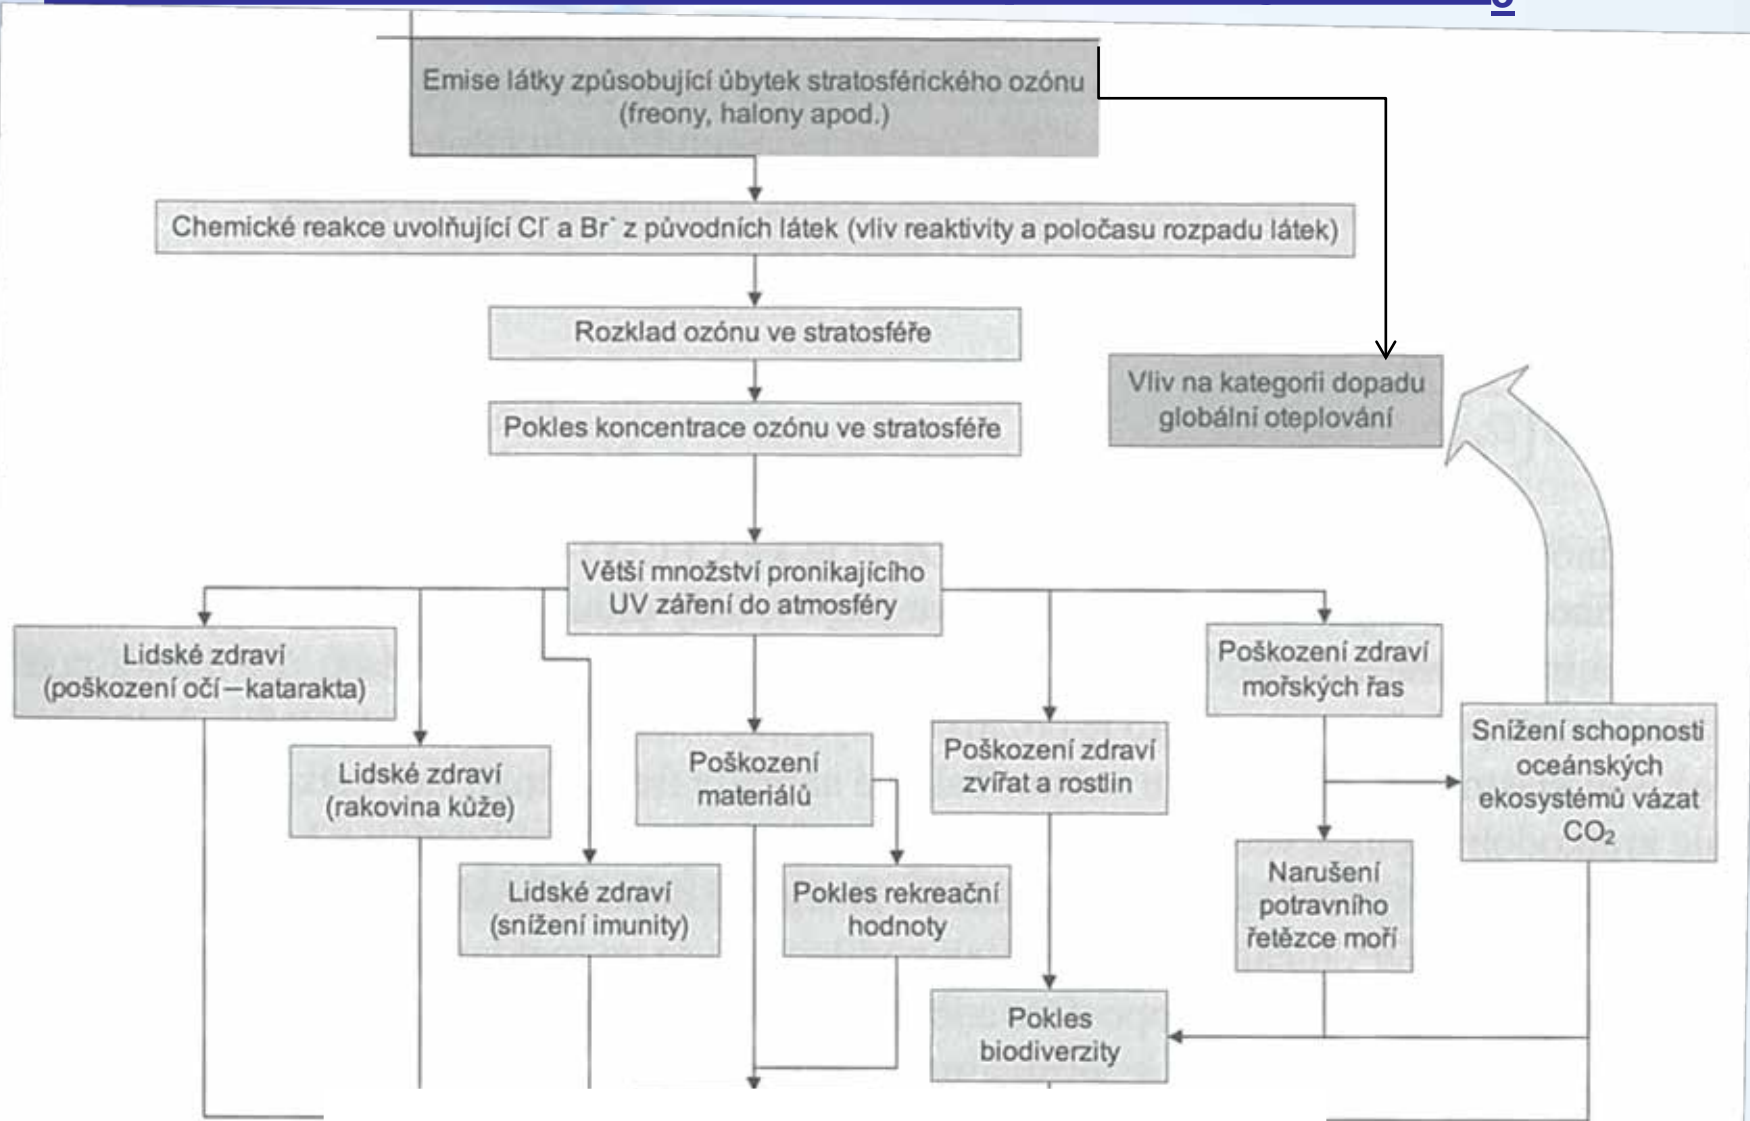 Emise látky způsobující úbytek stratosférického ozónu
(freony, halony apod.)
Chemické reakce uvolňující Cl⁻ a Br⁻ z původních látek (vliv reaktivity a poločasu rozpadu látek)
Rozklad ozónu ve stratosféře
Pokles koncentrace ozónu ve stratosféře
Vliv na kategorii dopadu
globální oteplování
Větší množství pronikajícího
UV záření do atmosféry
Lidské zdraví
(poškození očí – katarakta)
Lidské zdraví
(rakovina kůže)
Lidské zdraví
(snížení imunity)
Poškození
materiálů
Pokles rekreační
hodnoty
Poškození zdraví
zvířat a rostlin
Poškození zdraví
mořských řas
Snížení schopnosti
oceánských
ekosystémů vázat
CO₂
Narušení
potravního
řetězce moří
Pokles
biodiverzity